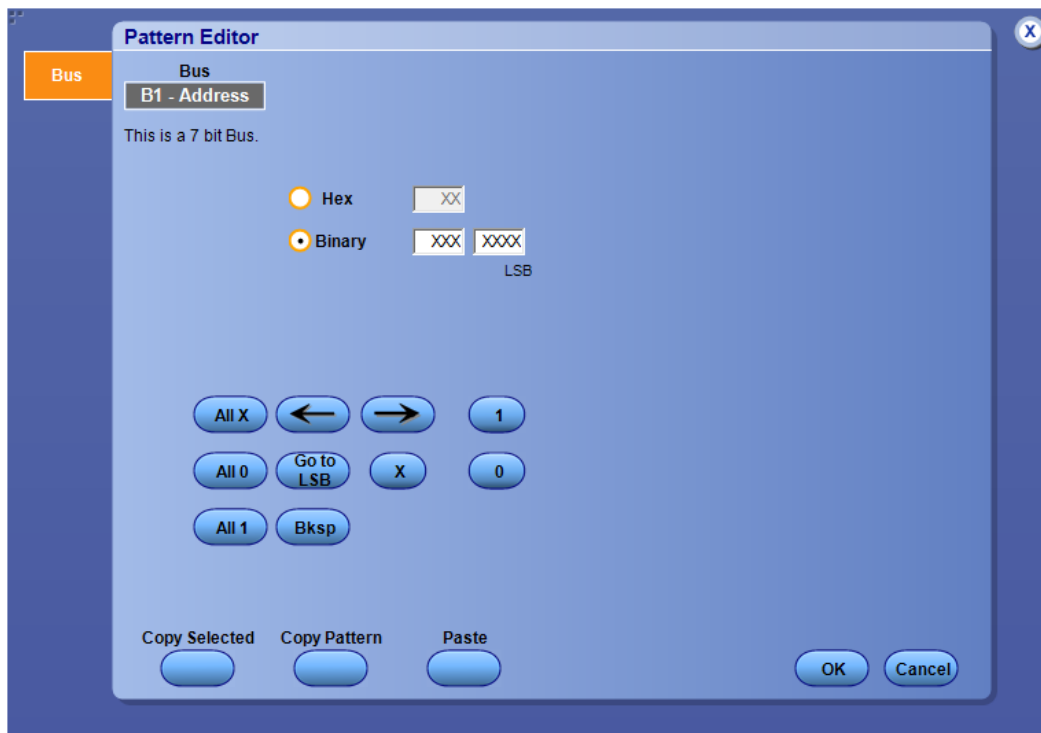 Pattern Editor
X
Bus
Bus
B1 - Address
This is a 7 bit Bus.
Hex XX
Binary XXX XXXX
LSB
All X 1
All 0 Go to LSB X 0
All 1 Bksp
Copy Selected Copy Pattern Paste
OK Cancel